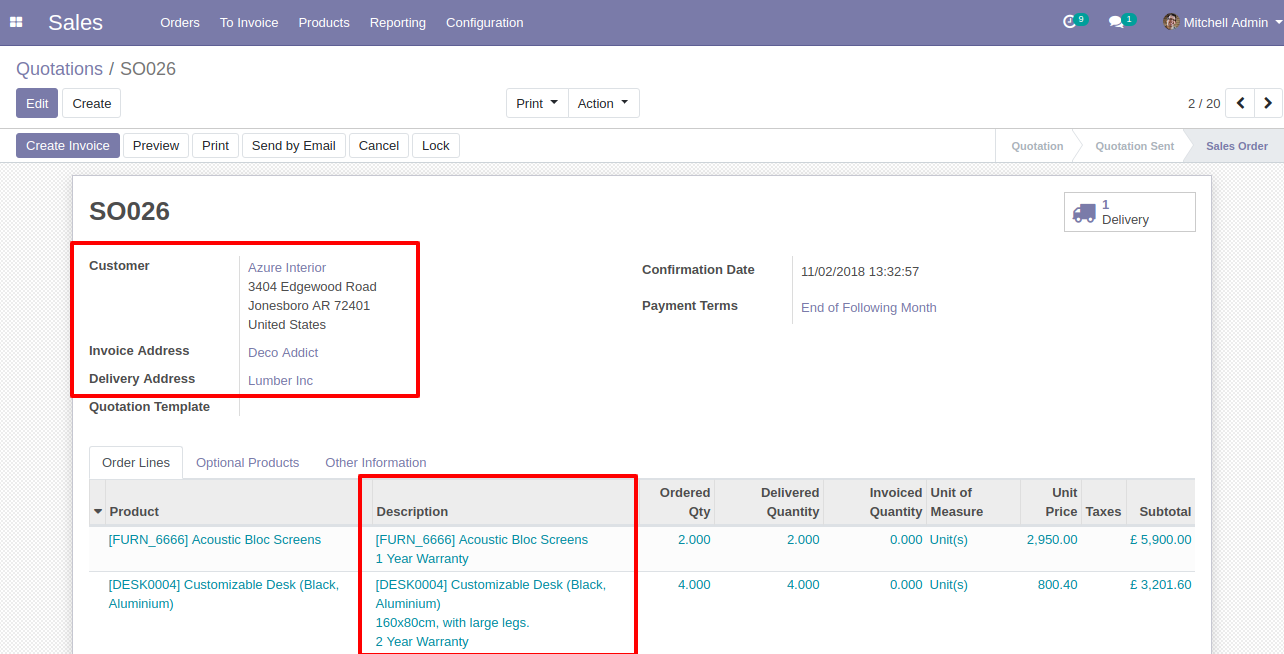 Sales Orders To Invoice Products Reporting Configuration 9 1 Mitchell Admin
Quotations / SO026
Edit Create Print Action 2 / 20
Create Invoice Preview Print Send by Email Cancel Lock Quotation Quotation Sent Sales Order
SO026
1
Delivery
Customer
Azure Interior
3404 Edgewood Road
Jonesboro AR 72401
United States
Invoice Address Deco Addict
Delivery Address Lumber Inc
Quotation Template
Confirmation Date 11/02/2018 13:32:57
Payment Terms End of Following Month
Order Lines Optional Products Other Information
Product Description Ordered Qty Delivered Quantity Invoiced Quantity Unit of Measure Unit Price Taxes Subtotal
[FURN_6666] Acoustic Bloc Screens [FURN_6666] Acoustic Bloc Screens 2.000 2.000 0.000 Unit(s) 2,950.00 £ 5,900.00
1 Year Warranty
[DESK0004] Customizable Desk (Black, [DESK0004] Customizable Desk (Black, 4.000 4.000 0.000 Unit(s) 800.40 £ 3,201.60
Aluminium) Aluminium)
160x80cm, with large legs.
2 Year Warranty